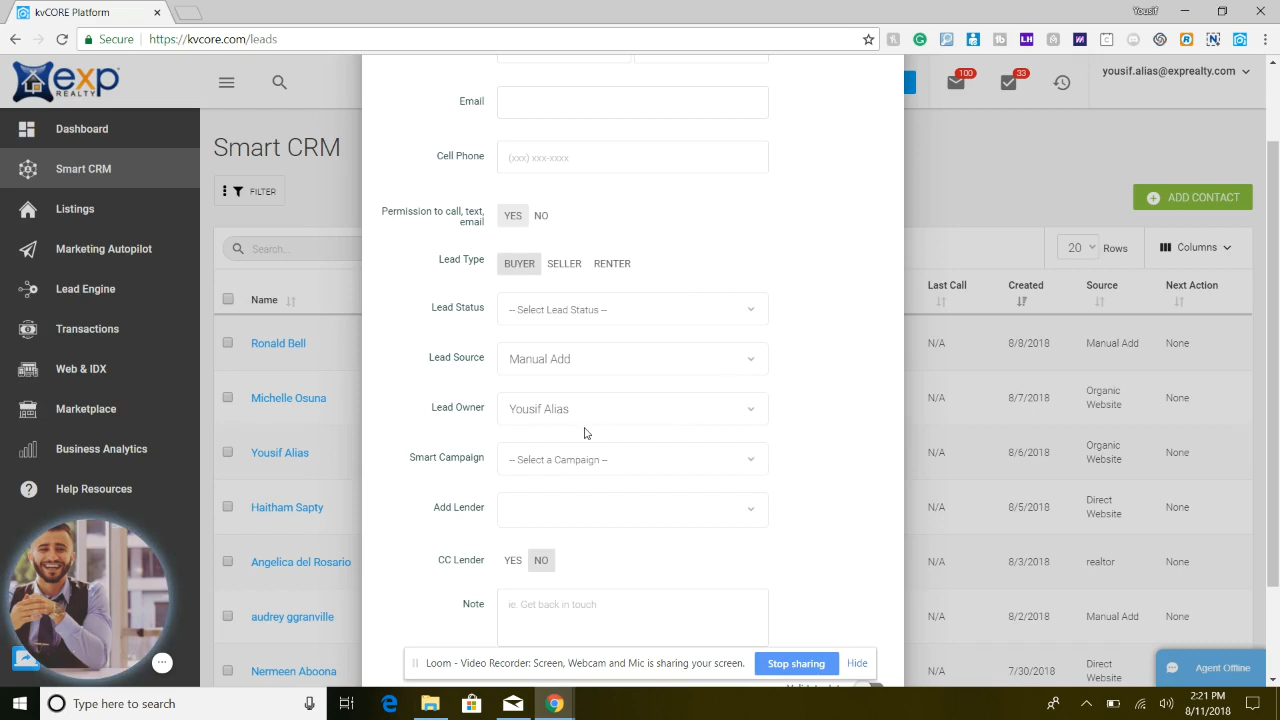 kvCORE Platform
Yousif
Secure
https://kvcore.com/leads
exp
REALTY
100
33
yousif.alias@exprealty.com
Dashboard
Smart CRM
Listings
Marketing Autopilot
Lead Engine
Transactions
Web & IDX
Marketplace
Business Analytics
Help Resources
Smart CRM
FILTER
ADD CONTACT
Search...
20
Rows
Columns
Name
Last Call
Created
Source
Next Action
Ronald Bell
N/A
8/8/2018
Manual Add
None
Michelle Osuna
N/A
8/7/2018
Organic
Website
None
Yousif Alias
N/A
8/6/2018
Organic
Website
None
Haitham Sapty
N/A
8/5/2018
Direct
Website
None
Angelica del Rosario
N/A
8/3/2018
realtor
None
audrey ggranville
N/A
8/2/2018
Manual Add
None
Nermeen Aboona
N/A
7/30/2018
Direct
Website
None
Email
Cell Phone
(xxx) xxx-xxxx
Permission to call, text,
email
YES
NO
Lead Type
BUYER
SELLER
RENTER
Lead Status
-- Select Lead Status --
Lead Source
Manual Add
Lead Owner
Yousif Alias
Smart Campaign
-- Select a Campaign --
Add Lender
CC Lender
YES
NO
Note
ie. Get back in touch
Loom - Video Recorder: Screen, Webcam and Mic is sharing your screen.
Stop sharing
Hide
Agent Offline
Type here to search
2:21 PM
8/11/2018